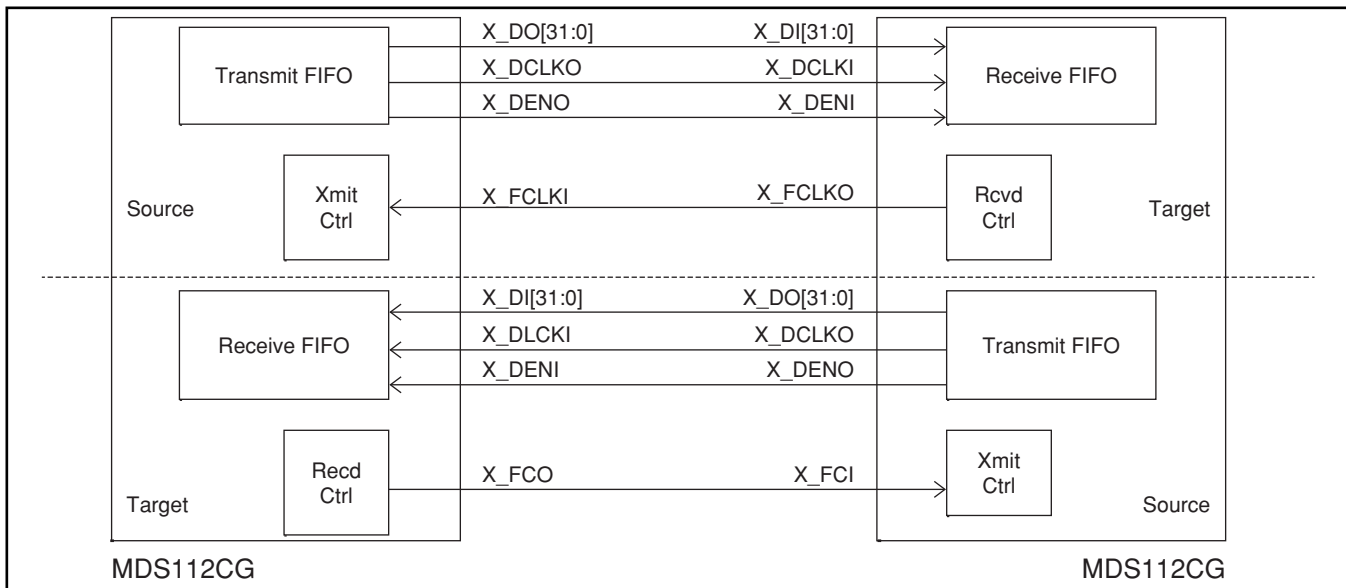 X_DO[31:0] X_DI[31:0]
Transmit FIFO X_DCLKO X_DCLKI Receive FIFO
X_DENO X_DENI
Source Xmit Ctrl X_FCLKI X_FCLKO Rcvd Ctrl Target
X_DI[31:0] X_DO[31:0]
Receive FIFO X_DLCKI X_DCLKO Transmit FIFO
X_DENI X_DENO
Target Recd Ctrl X_FCO X_FCI Xmit Ctrl Source
MDS112CG MDS112CG